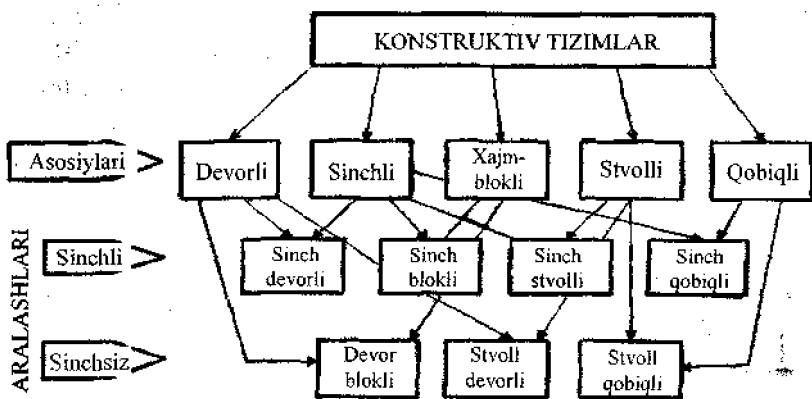 KONSTRUKTIV TIZIMLAR
Asosiylari
Devorli
Sinchli
Xajm-
blokli
Stvolli
Qobiqli
ARALASHLARI
Sinchli
Sinch
devorli
Sinch
blokli
Sinch
stvolli
Sinch
qobiqli
Sinchsiz
Devor
blokli
Stvoll
devorli
Stvoll
qobiqli